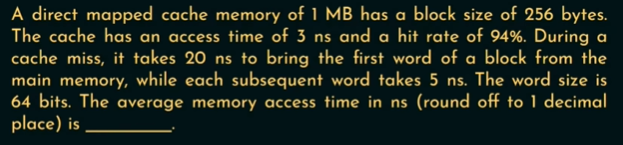 A direct mapped cache memory of 1 MB has a block size of 256 bytes.
The cache has an access time of 3 ns and a hit rate of 94%. During a
cache miss, it takes 20 ns to bring the first word of a block from the
main memory, while each subsequent word takes 5 ns. The word size is
64 bits. The average memory access time in ns (round off to 1 decimal
place) is __________.